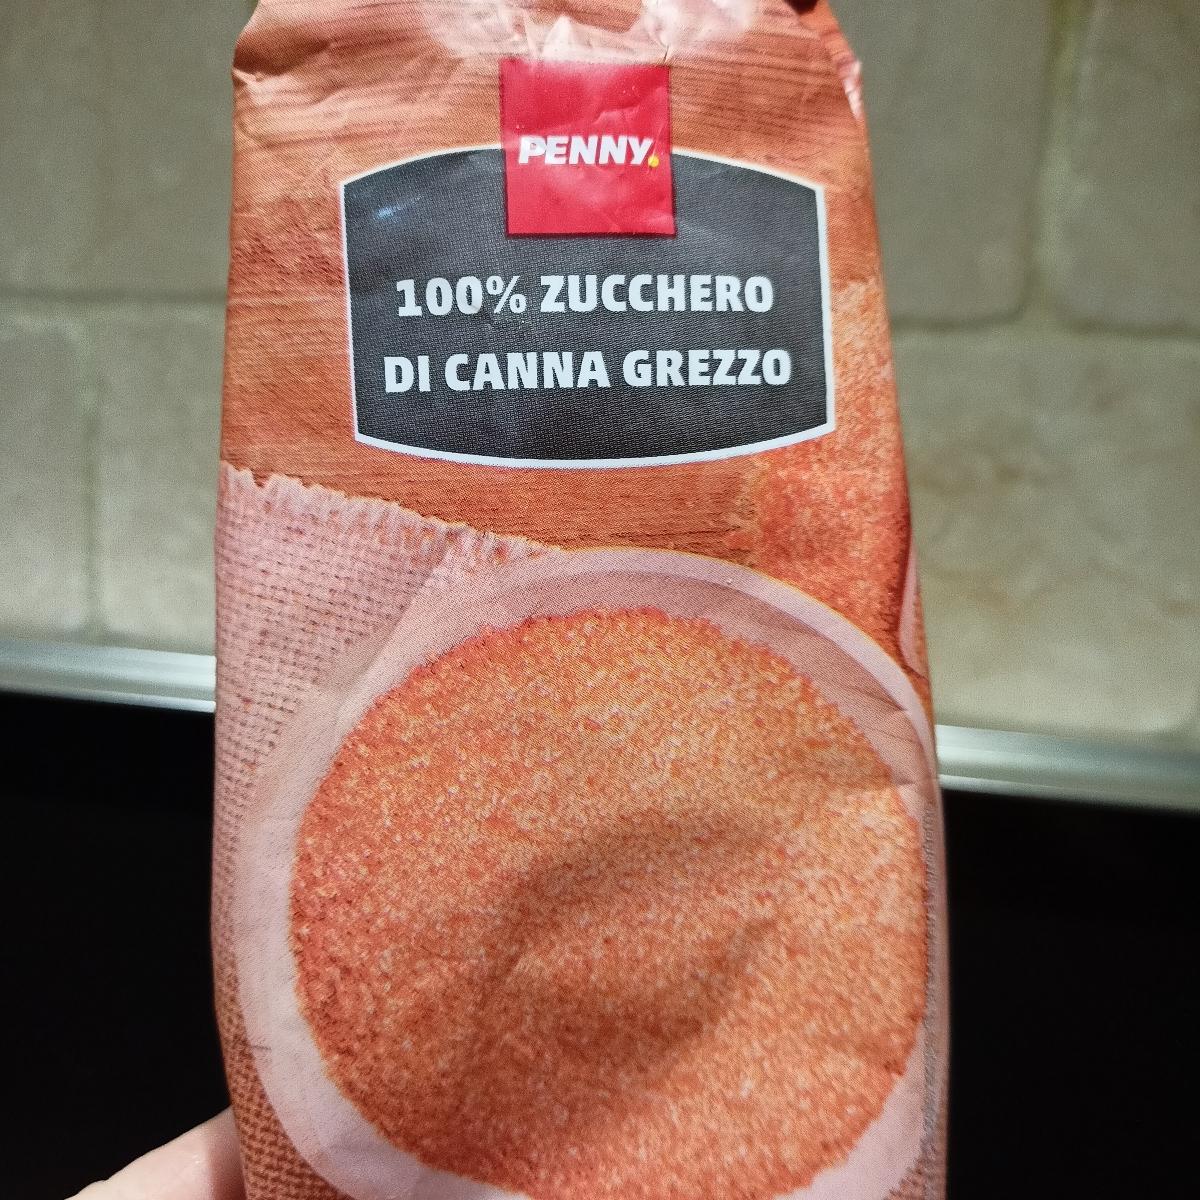 PENNY.
100% ZUCCHERO
DI CANNA GREZZO